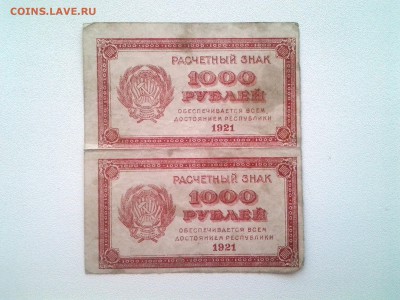 COINS.LAVE.RU
РАСЧЕТНЫЙ ЗНАК
1000
РУБЛЕЙ
ОБЕСПЕЧИВАЕТСЯ ВСЕМ
ДОСТОЯНИЕМ РЕСПУБЛИКИ
1921
РАСЧЕТНЫЙ ЗНАК
1000
РУБЛЕЙ
ОБЕСПЕЧИВАЕТСЯ ВСЕМ
ДОСТОЯНИЕМ РЕСПУБЛИКИ
1921